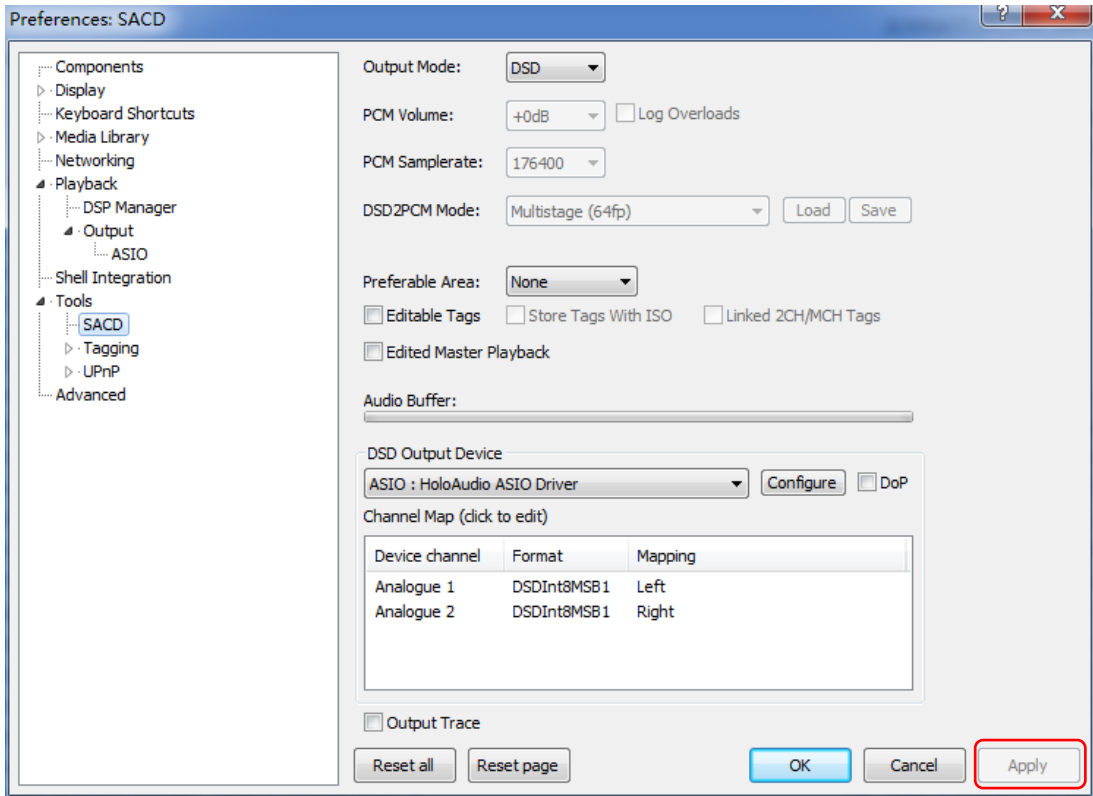 Preferences: SACD
Components
Display
Keyboard Shortcuts
Media Library
Networking
Playback
DSP Manager
Output
ASIO
Shell Integration
Tools
SACD
Tagging
UPnP
Advanced
Output Mode: DSD
PCM Volume: +0dB Log Overloads
PCM Samplerate: 176400
DSD2PCM Mode: Multistage (64fp) Load Save
Preferable Area: None
Editable Tags Store Tags With ISO Linked 2CH/MCH Tags
Edited Master Playback
Audio Buffer:
DSD Output Device
ASIO : HoloAudio ASIO Driver Configure DoP
Channel Map (click to edit)
Device channel Format Mapping
Analogue 1 DSDInt8MSB1 Left
Analogue 2 DSDInt8MSB1 Right
Output Trace
Reset all Reset page OK Cancel Apply